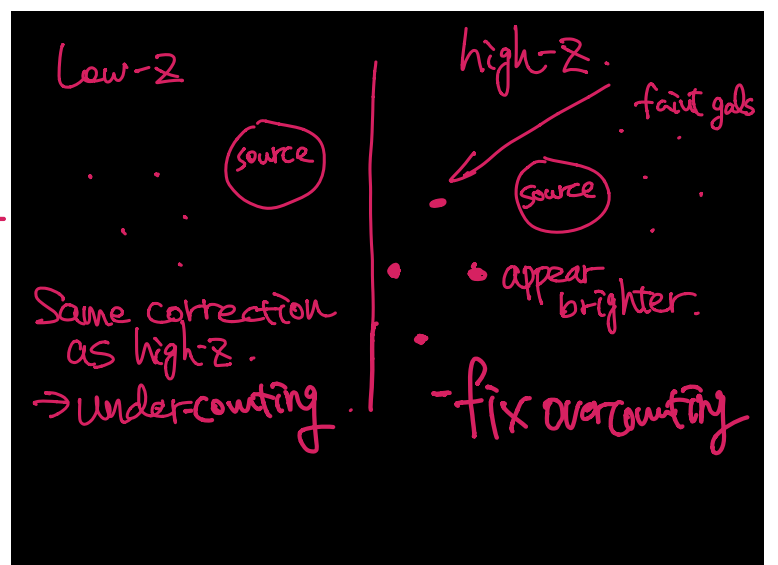 Low-z
source
Same correction
as high-z.
→ under-counting.
high-z.
faint gals
source
appear
brighter.
- fix overcounting